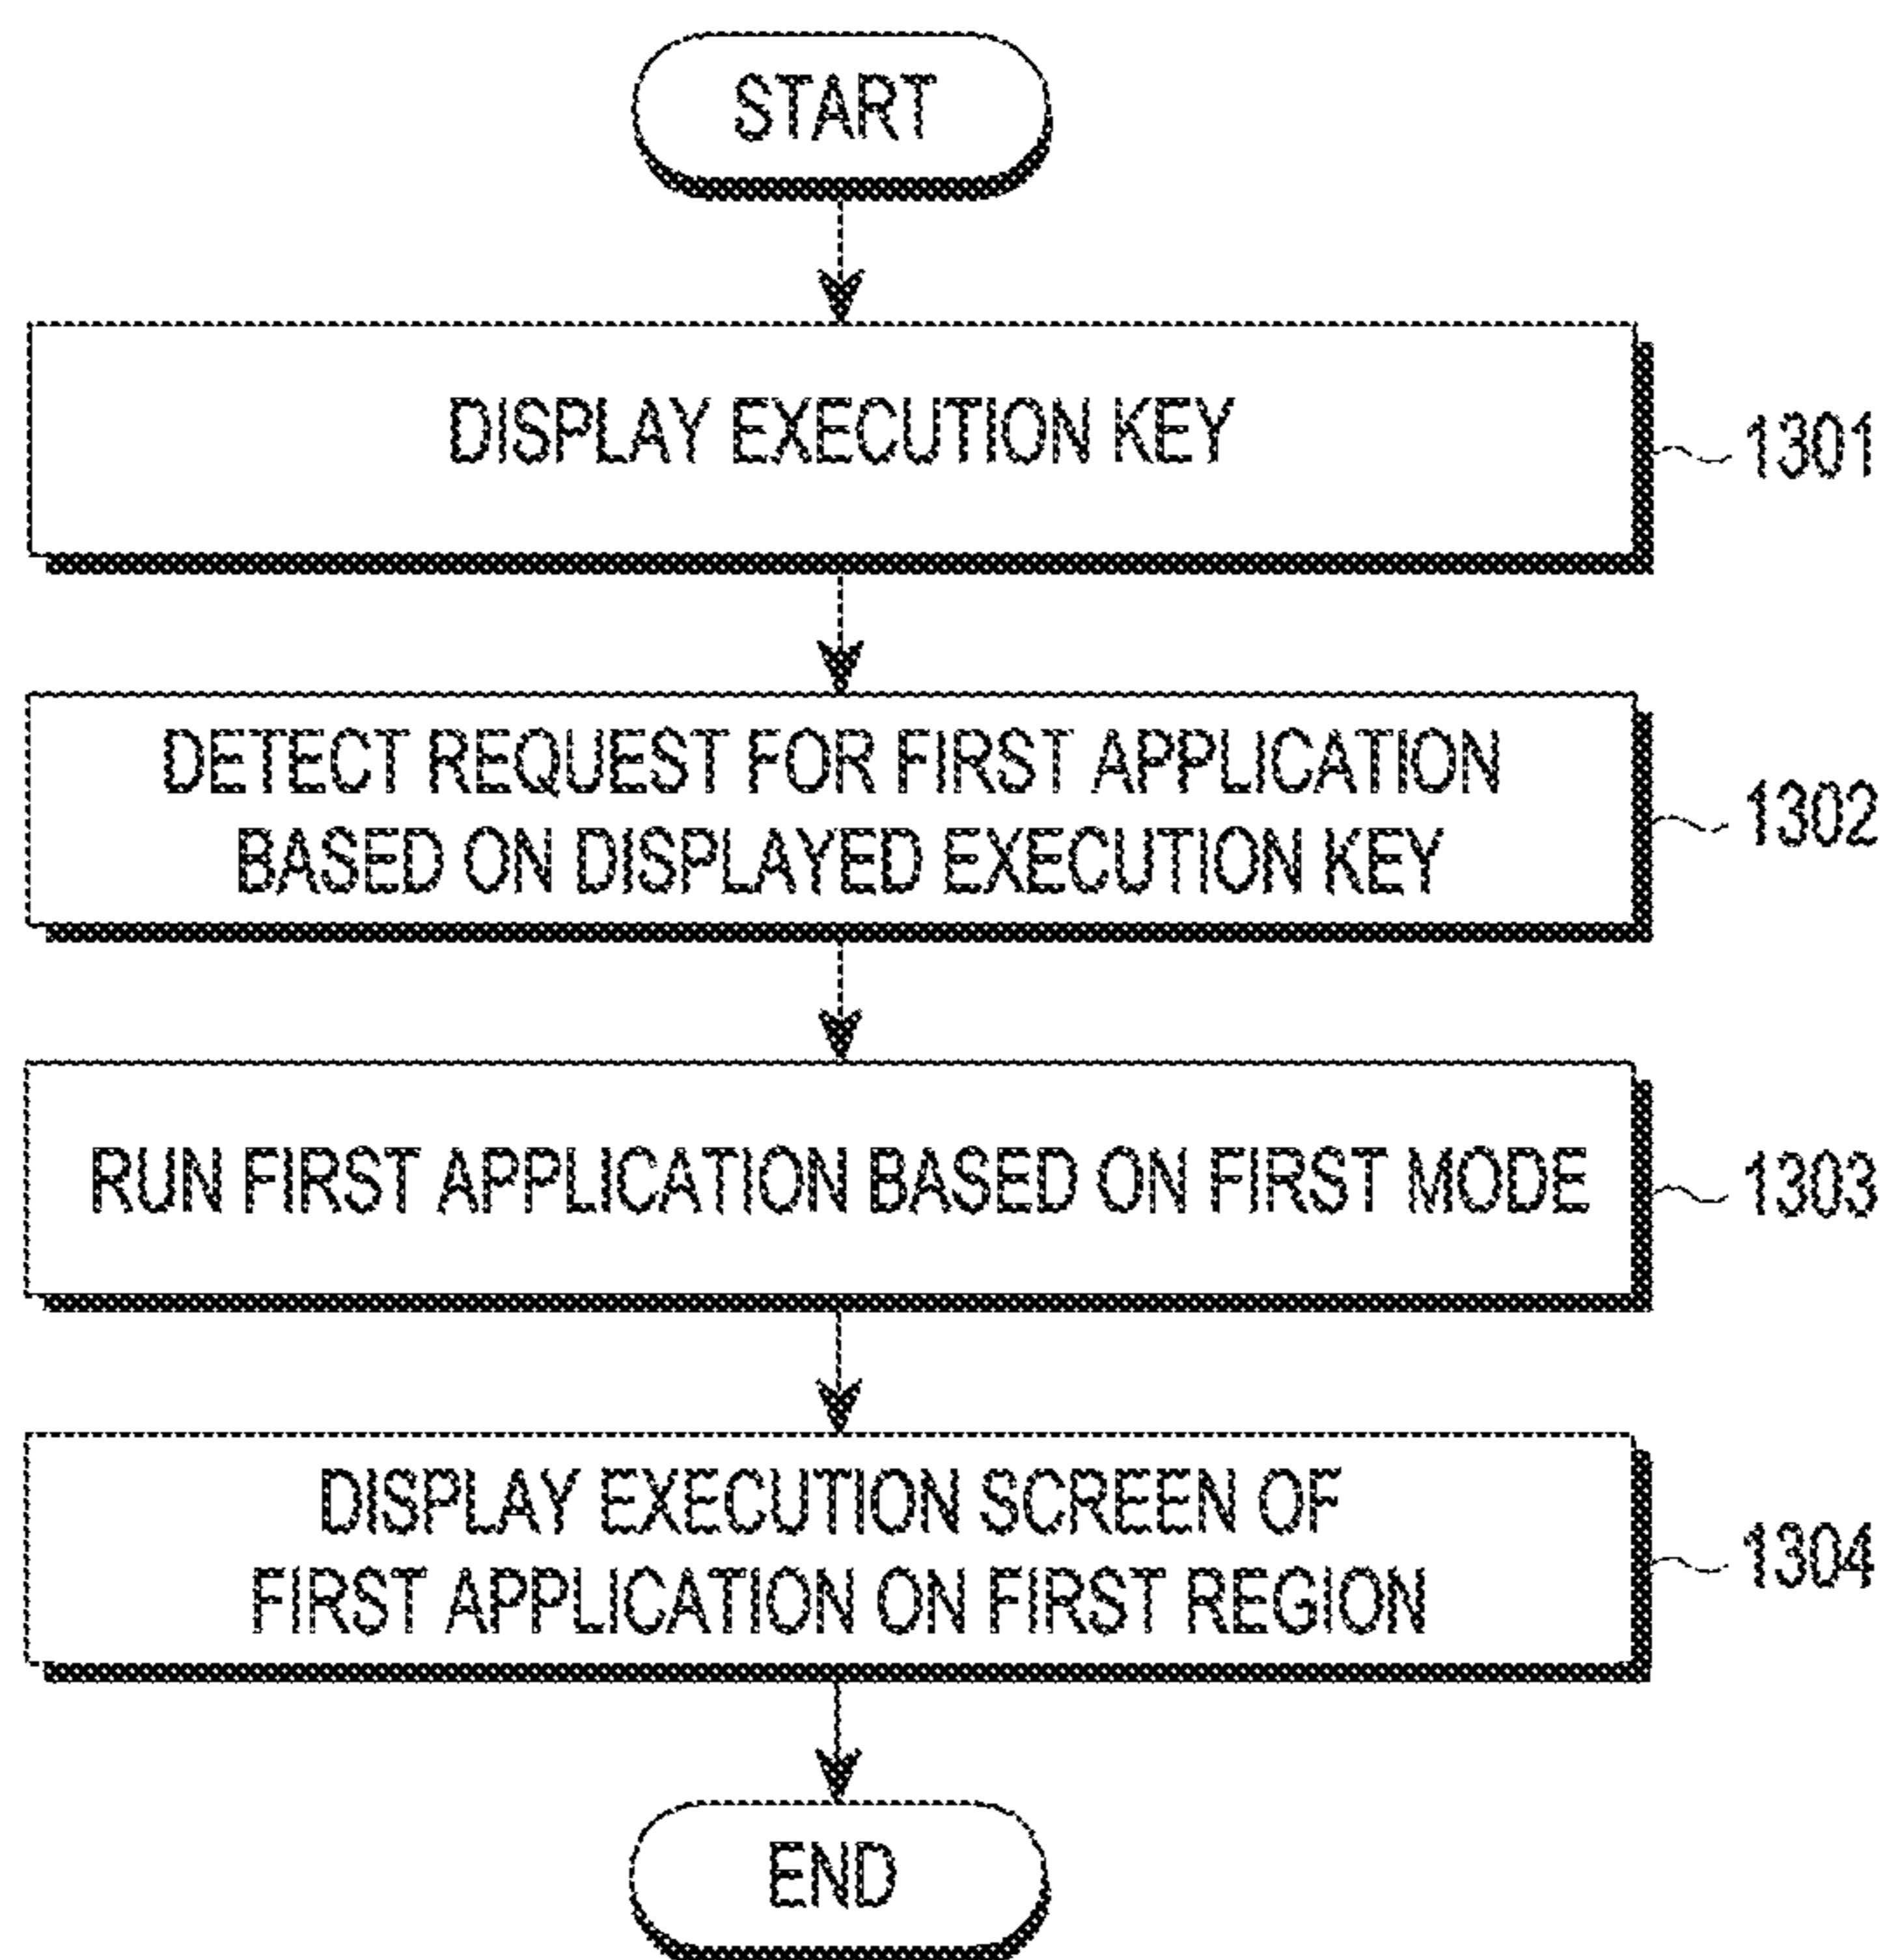 START
DISPLAY EXECUTION KEY
1301
DETECT REQUEST FOR FIRST APPLICATION
BASED ON DISPLAYED EXECUTION KEY
1302
RUN FIRST APPLICATION BASED ON FIRST MODE
1303
DISPLAY EXECUTION SCREEN OF
FIRST APPLICATION ON FIRST REGION
1304
END